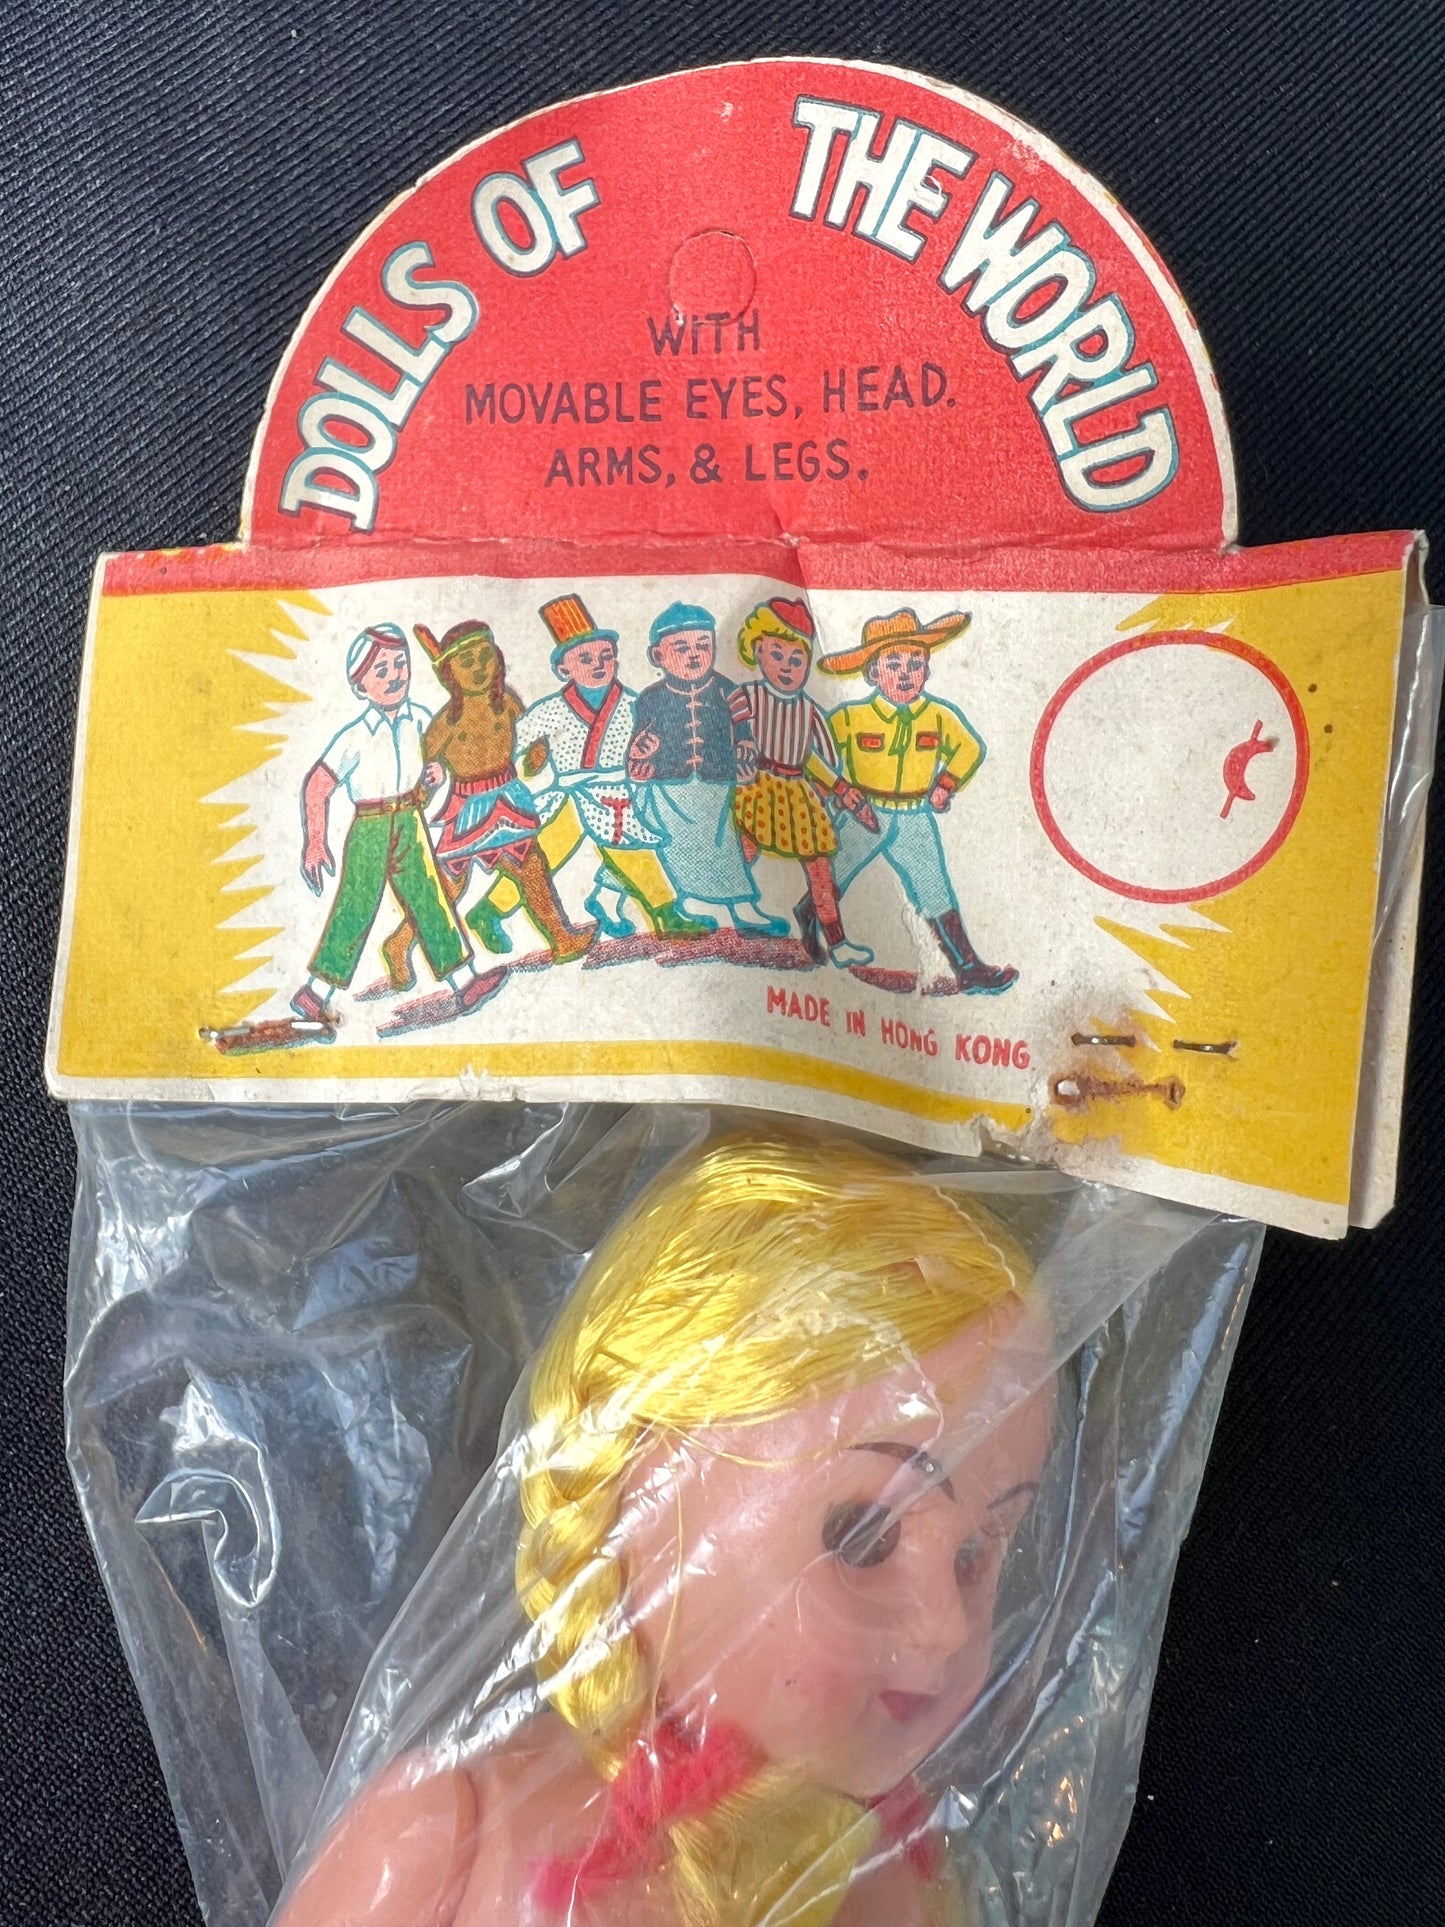 DOLLS OF THE WORLD
WITH
MOVABLE EYES, HEAD.
ARMS, & LEGS.
MADE IN HONG KONG